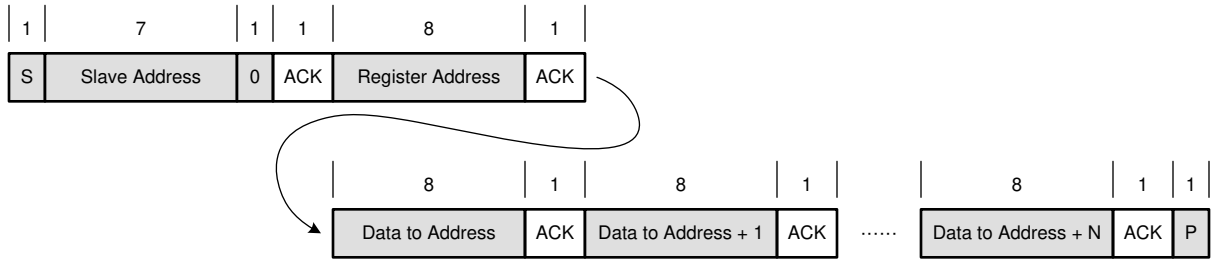 1 7 1 1 8 1
S Slave Address 0 ACK Register Address ACK
8 1 8 1 8 1 1
Data to Address ACK Data to Address + 1 ACK ...... Data to Address + N ACK P